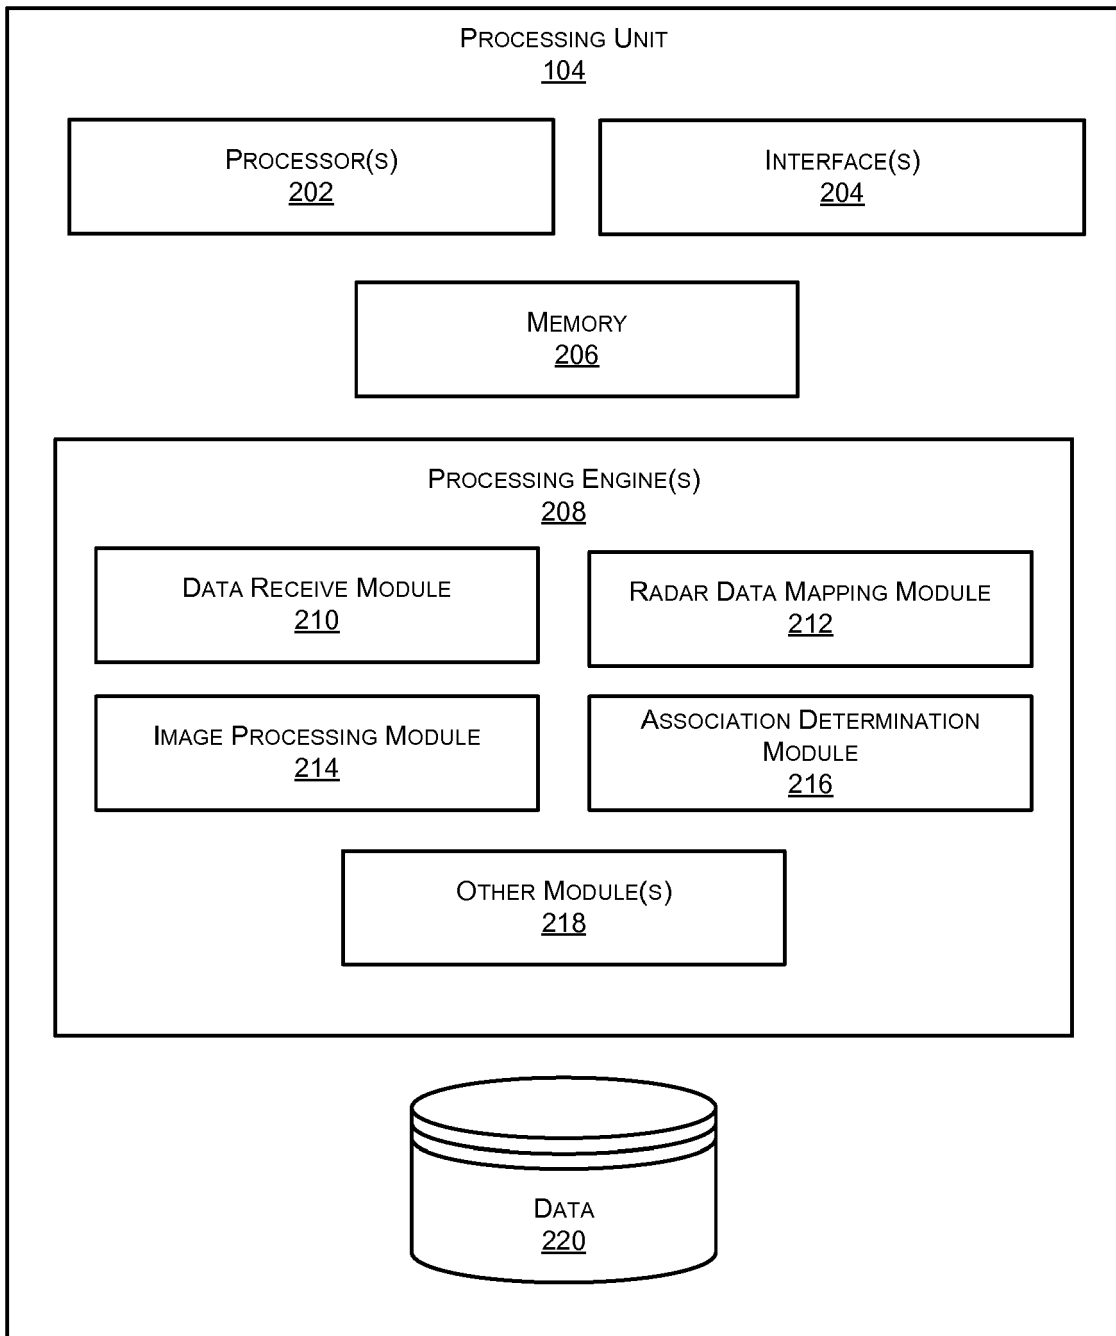 PROCESSING UNIT
104
PROCESSOR(S)
202
INTERFACE(S)
204
MEMORY
206
PROCESSING ENGINE(S)
208
DATA RECEIVE MODULE
210
RADAR DATA MAPPING MODULE
212
IMAGE PROCESSING MODULE
214
ASSOCIATION DETERMINATION
MODULE
216
OTHER MODULE(S)
218
DATA
220